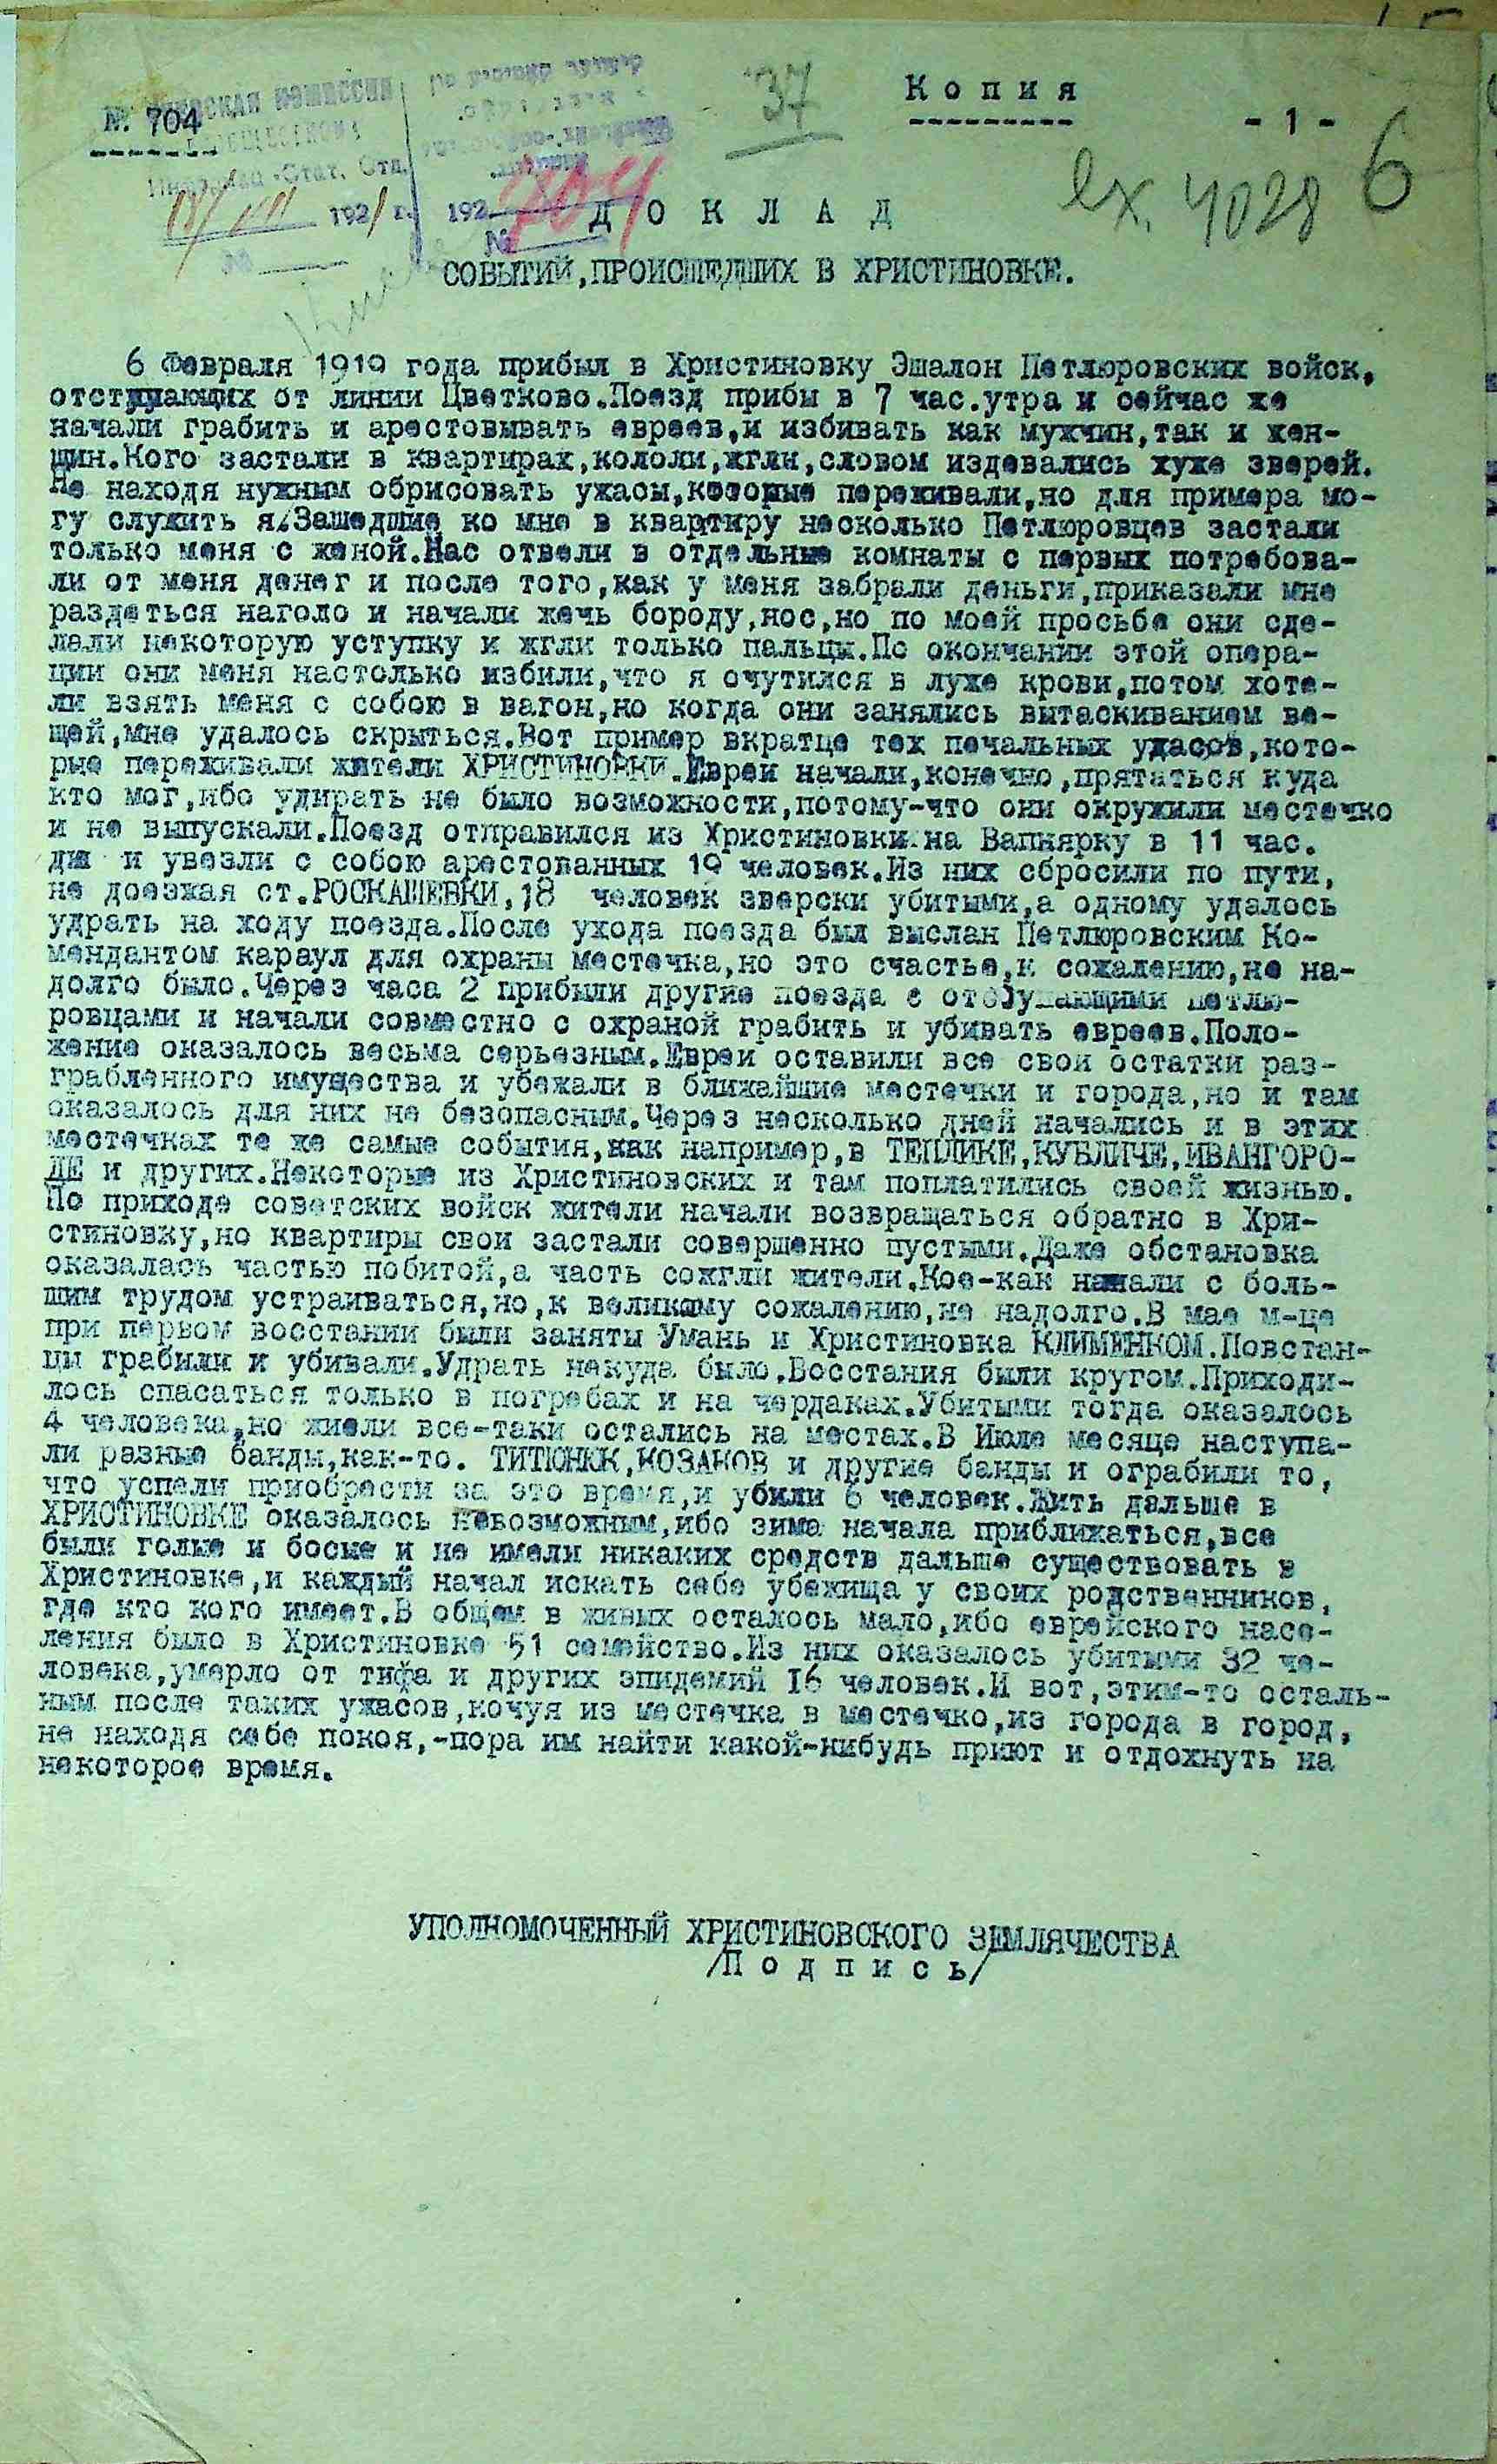 Копия
№ 704
- 1 -
37
6
вх. 4028
704
192
1921 г.
№
ДОКЛАД
СОБЫТИЙ,ПРОИСШЕДШИХ В ХРИСТИНОВКЕ.
6 Февраля 1919 года прибыл в Христиновку Эшалон Петлюровских войск,
отступающих от линии Цветково.Поезд прибы в 7 час.утра и сейчас же
начали грабить и арестовывать евреев,и избивать как мужчин,так и жен-
щин.Кого застали в квартирах,кололи,жгли,словом издевались хуже зверей.
Не находя нужным обрисовать ужасы,которые переживали,но для примера мо-
гу служить я.Зашедшие ко мне в квартиру несколько Петлюровцев застали
только меня с женой.Нас отвели в отдельные комнаты с первых потребова-
ли от меня денег и после того,как у меня забрали деньги,приказали мне
раздеться наголо и начали жечь бороду,нос,но по моей просьбе они сде-
лали некоторую уступку и жгли только пальцы.По окончании этой опера-
ции они меня настолько избили,что я очутился в луже крови,потом хоте-
ли взять меня с собою в вагон,но когда они занялись вытаскиванием ве-
щей,мне удалось скрыться.Вот пример вкратце тех печальных ужасов,кото-
рые переживали жители ХРИСТИНОВКИ.Евреи начали,конечно,прятаться куда
кто мог,ибо удирать не было возможности,потому-что они окружили местечко
и не выпускали.Поезд отправился из Христиновки на Вапнярку в 11 час.
дня и увезли с собою арестованных 19 человек.Из них сбросили по пути,
не доезжая ст.РОСКАШЕВКИ,18 человек зверски убитыми,а одному удалось
удрать на ходу поезда.После ухода поезда был выслан Петлюровским Ко-
мендантом караул для охраны местечка,но это счастье,к сожалению,не на-
долго было.Через часа 2 прибыли другие поезда с отступающими петлю-
ровцами и начали совместно с охраной грабить и убивать евреев.Поло-
жение оказалось весьма серьезным.Евреи оставили все свои остатки раз-
грабленного имущества и убежали в ближайшие местечки и города,но и там
оказалось для них не безопасным.Через несколько дней начались и в этих
местечках те же самые события,как например,в ТЕПЛИКЕ,КУБЛИЧЕ,ИВАНГОРО-
ДЕ и других.Некоторые из Христиновских и там поплатились своей жизнью.
По приходе советских войск жители начали возвращаться обратно в Хри-
стиновку,но квартиры свои застали совершенно пустыми.Даже обстановка
оказалась частью побитой,а часть сожгли жители.Кое-как начали с боль-
шим трудом устраиваться,но,к великому сожалению,не надолго.В мае м-це
при первом восстании были заняты Умань и Христиновка КЛИМЕНКОМ.Повстан-
цы грабили и убивали.Удрать некуда было.Восстания были кругом.Приходи-
лось спасаться только в погребах и на чердаках.Убитыми тогда оказалось
4 человека,но жиели все-таки остались на местах.В Июле месяце наступа-
ли разные банды,как-то. ТИТЮНКК,КОЗАКОВ и другие банды и ограбили то,
что успели приобрести за это время,и убили 6 человек.Жить дальше в
ХРИСТИНОВКЕ оказалось невозможным,ибо зима начала приближаться,все
были голые и босые и не имели никаких средств дальше существовать в
Христиновке,и каждый начал искать себе убежища у своих родственников,
где кто кого имеет.В общем в живых осталось мало,ибо еврейского насе-
ления было в Христиновке 51 семейство.Из них оказалось убитыми 32 че-
ловека,умерло от тифа и других эпидемий 16 человек.И вот,этим-то осталь-
ным после таких ужасов,кочуя из местечка в местечко,из города в город,
не находя себе покоя,-пора им найти какой-нибудь приют и отдохнуть на
некоторое время.
УПОЛНОМОЧЕННЫЙ ХРИСТИНОВСКОГО ЗЕМЛЯЧЕСТВА
/Подпись/